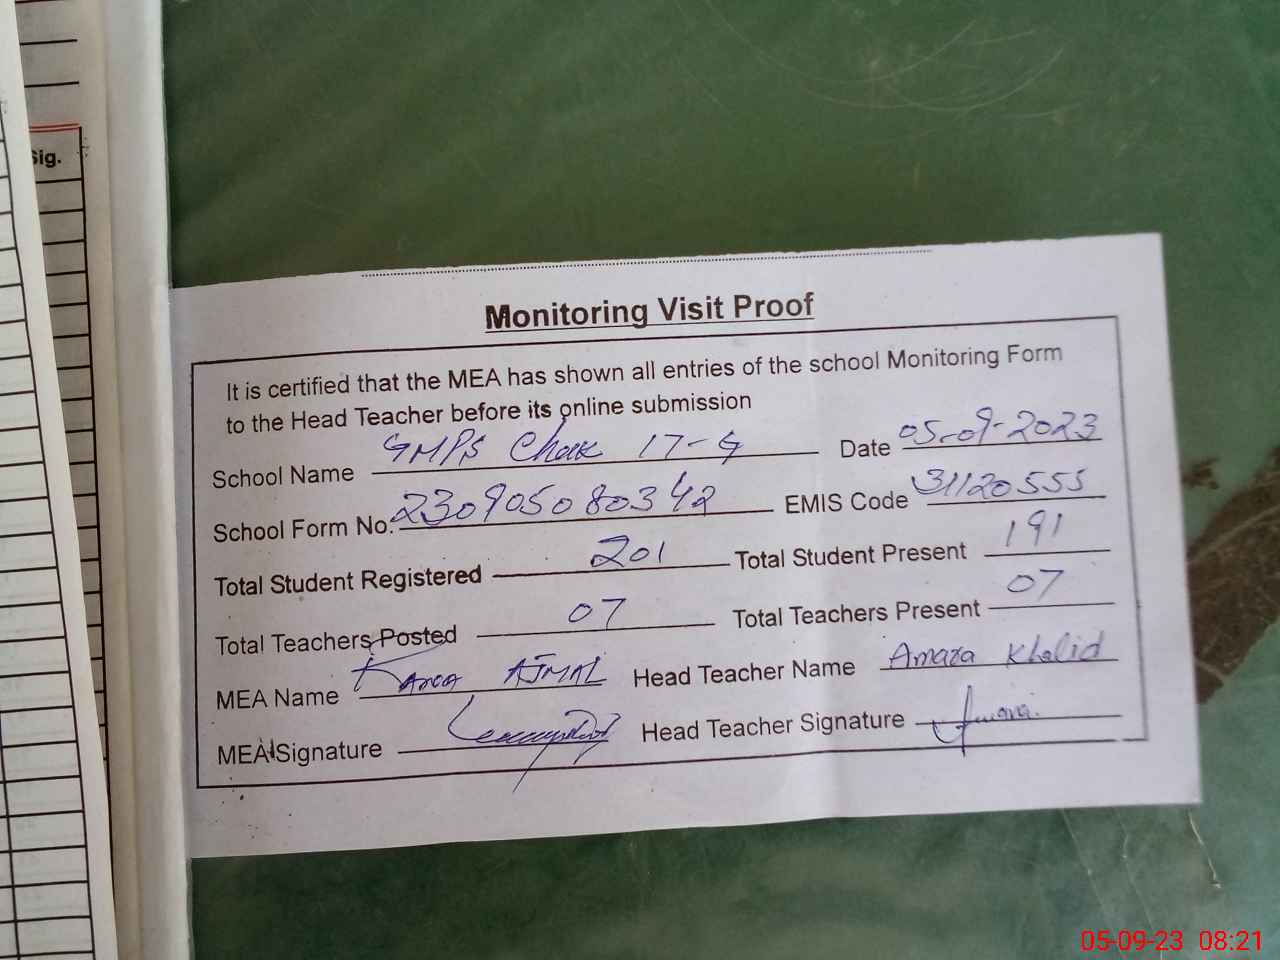 Sig.
Monitoring Visit Proof
It is certified that the MEA has shown all entries of the school Monitoring Form
to the Head Teacher before its online submission
School Name GMPS Chak 17-G Date 05-09-2023
School Form No. 230905080342 EMIS Code 31120555
Total Student Registered 201 Total Student Present 191
Total Teachers Posted 07 Total Teachers Present 07
MEA Name AJMAL Head Teacher Name Amara Khalid
MEA Signature Head Teacher Signature
05-09-23 08:21